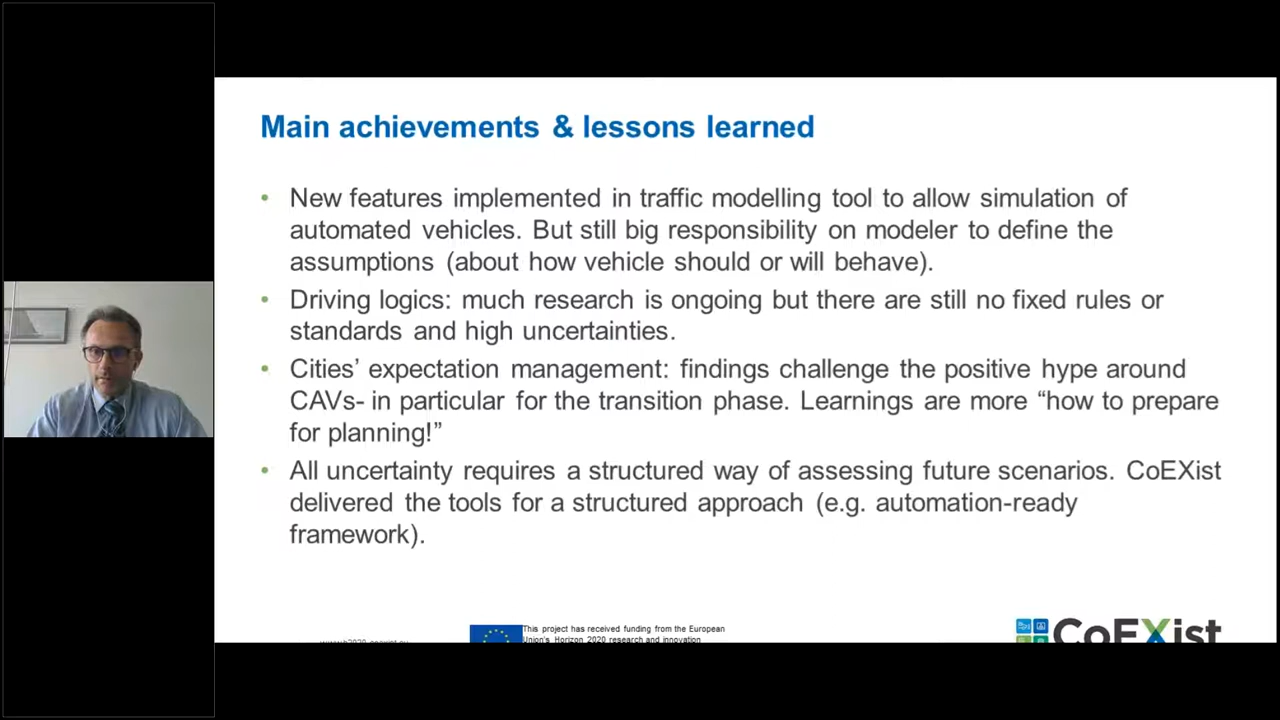 Main achievements & lessons learned
• New features implemented in traffic modelling tool to allow simulation of
automated vehicles. But still big responsibility on modeler to define the
assumptions (about how vehicle should or will behave).
• Driving logics: much research is ongoing but there are still no fixed rules or
standards and high uncertainties.
• Cities’ expectation management: findings challenge the positive hype around
CAVs- in particular for the transition phase. Learnings are more “how to prepare
for planning!”
• All uncertainty requires a structured way of assessing future scenarios. CoEXist
delivered the tools for a structured approach (e.g. automation-ready
framework).
This project has received funding from the European
Union's Horizon 2020 research and innovation
CoEXist